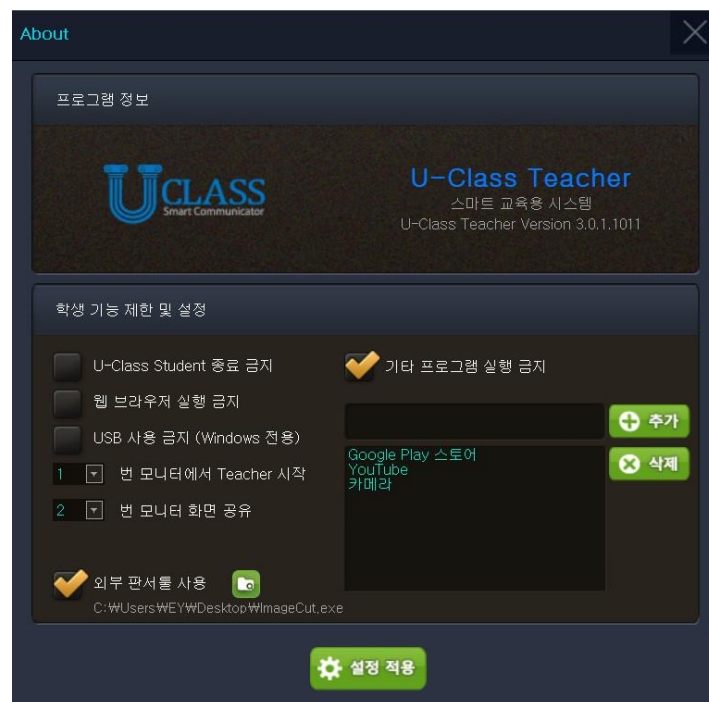 About
프로그램 정보
UCLASS
Smart Communicator
U-Class Teacher
스마트 교육용 시스템
U-Class Teacher Version 3.0.1.1011
학생 기능 제한 및 설정
U-Class Student 종료 금지
웹 브라우저 실행 금지
USB 사용 금지 (Windows 전용)
1 번 모니터에서 Teacher 시작
2 번 모니터 화면 공유
외부 판서툴 사용
C:₩Users₩EY₩Desktop₩ImageCut.exe
기타 프로그램 실행 금지
추가
Google Play 스토어
YouTube
카메라
삭제
설정 적용